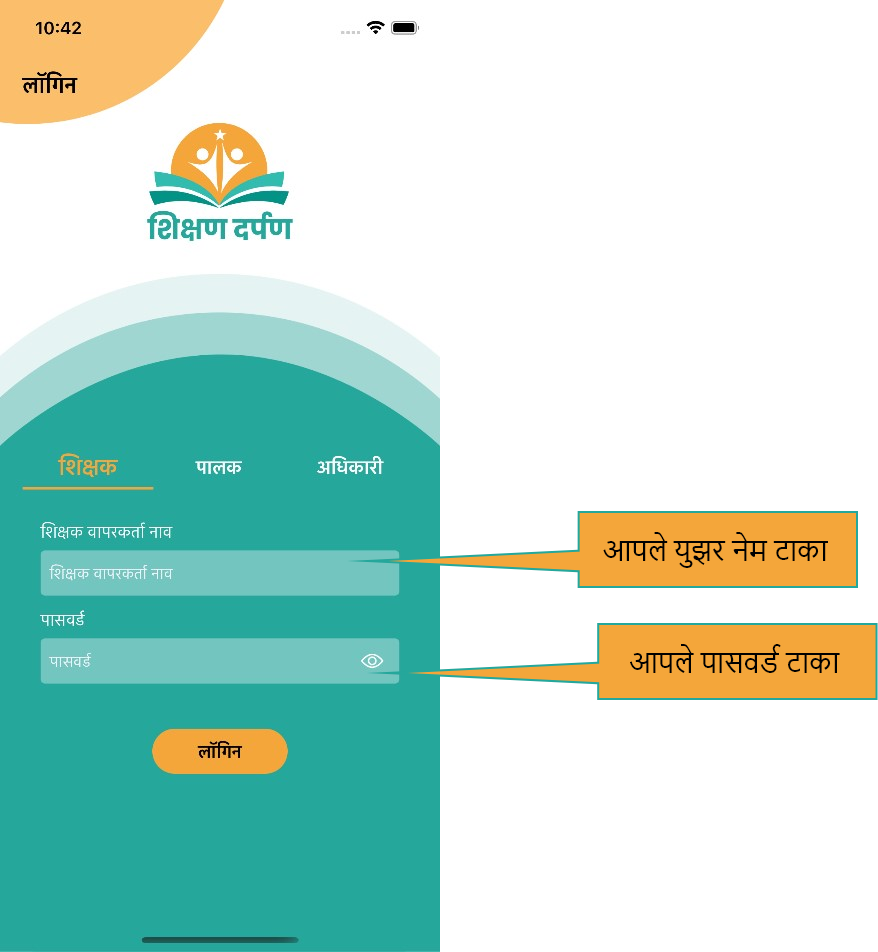 10:42
लॉगिन
शिक्षण दर्पण
शिक्षक
पालक
अधिकारी
शिक्षक वापरकर्ता नाव
शिक्षक वापरकर्ता नाव
आपले युझर नेम टाका
पासवर्ड
पासवर्ड
आपले पासवर्ड टाका
लॉगिन